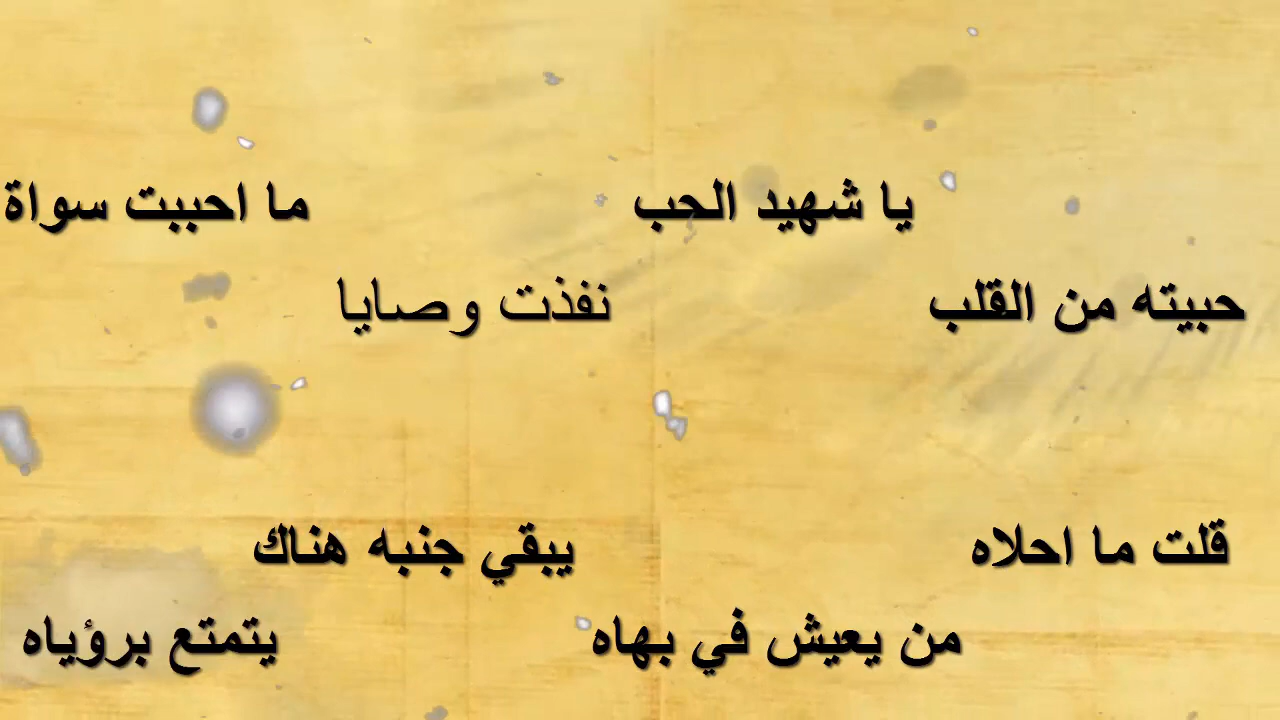 يا شهيد الحب ما احببت سواة
حبيته من القلب نفذت وصايا
قلت ما احلاه يبقي جنبه هناك
من يعيش في بهاه يتمتع برؤياه